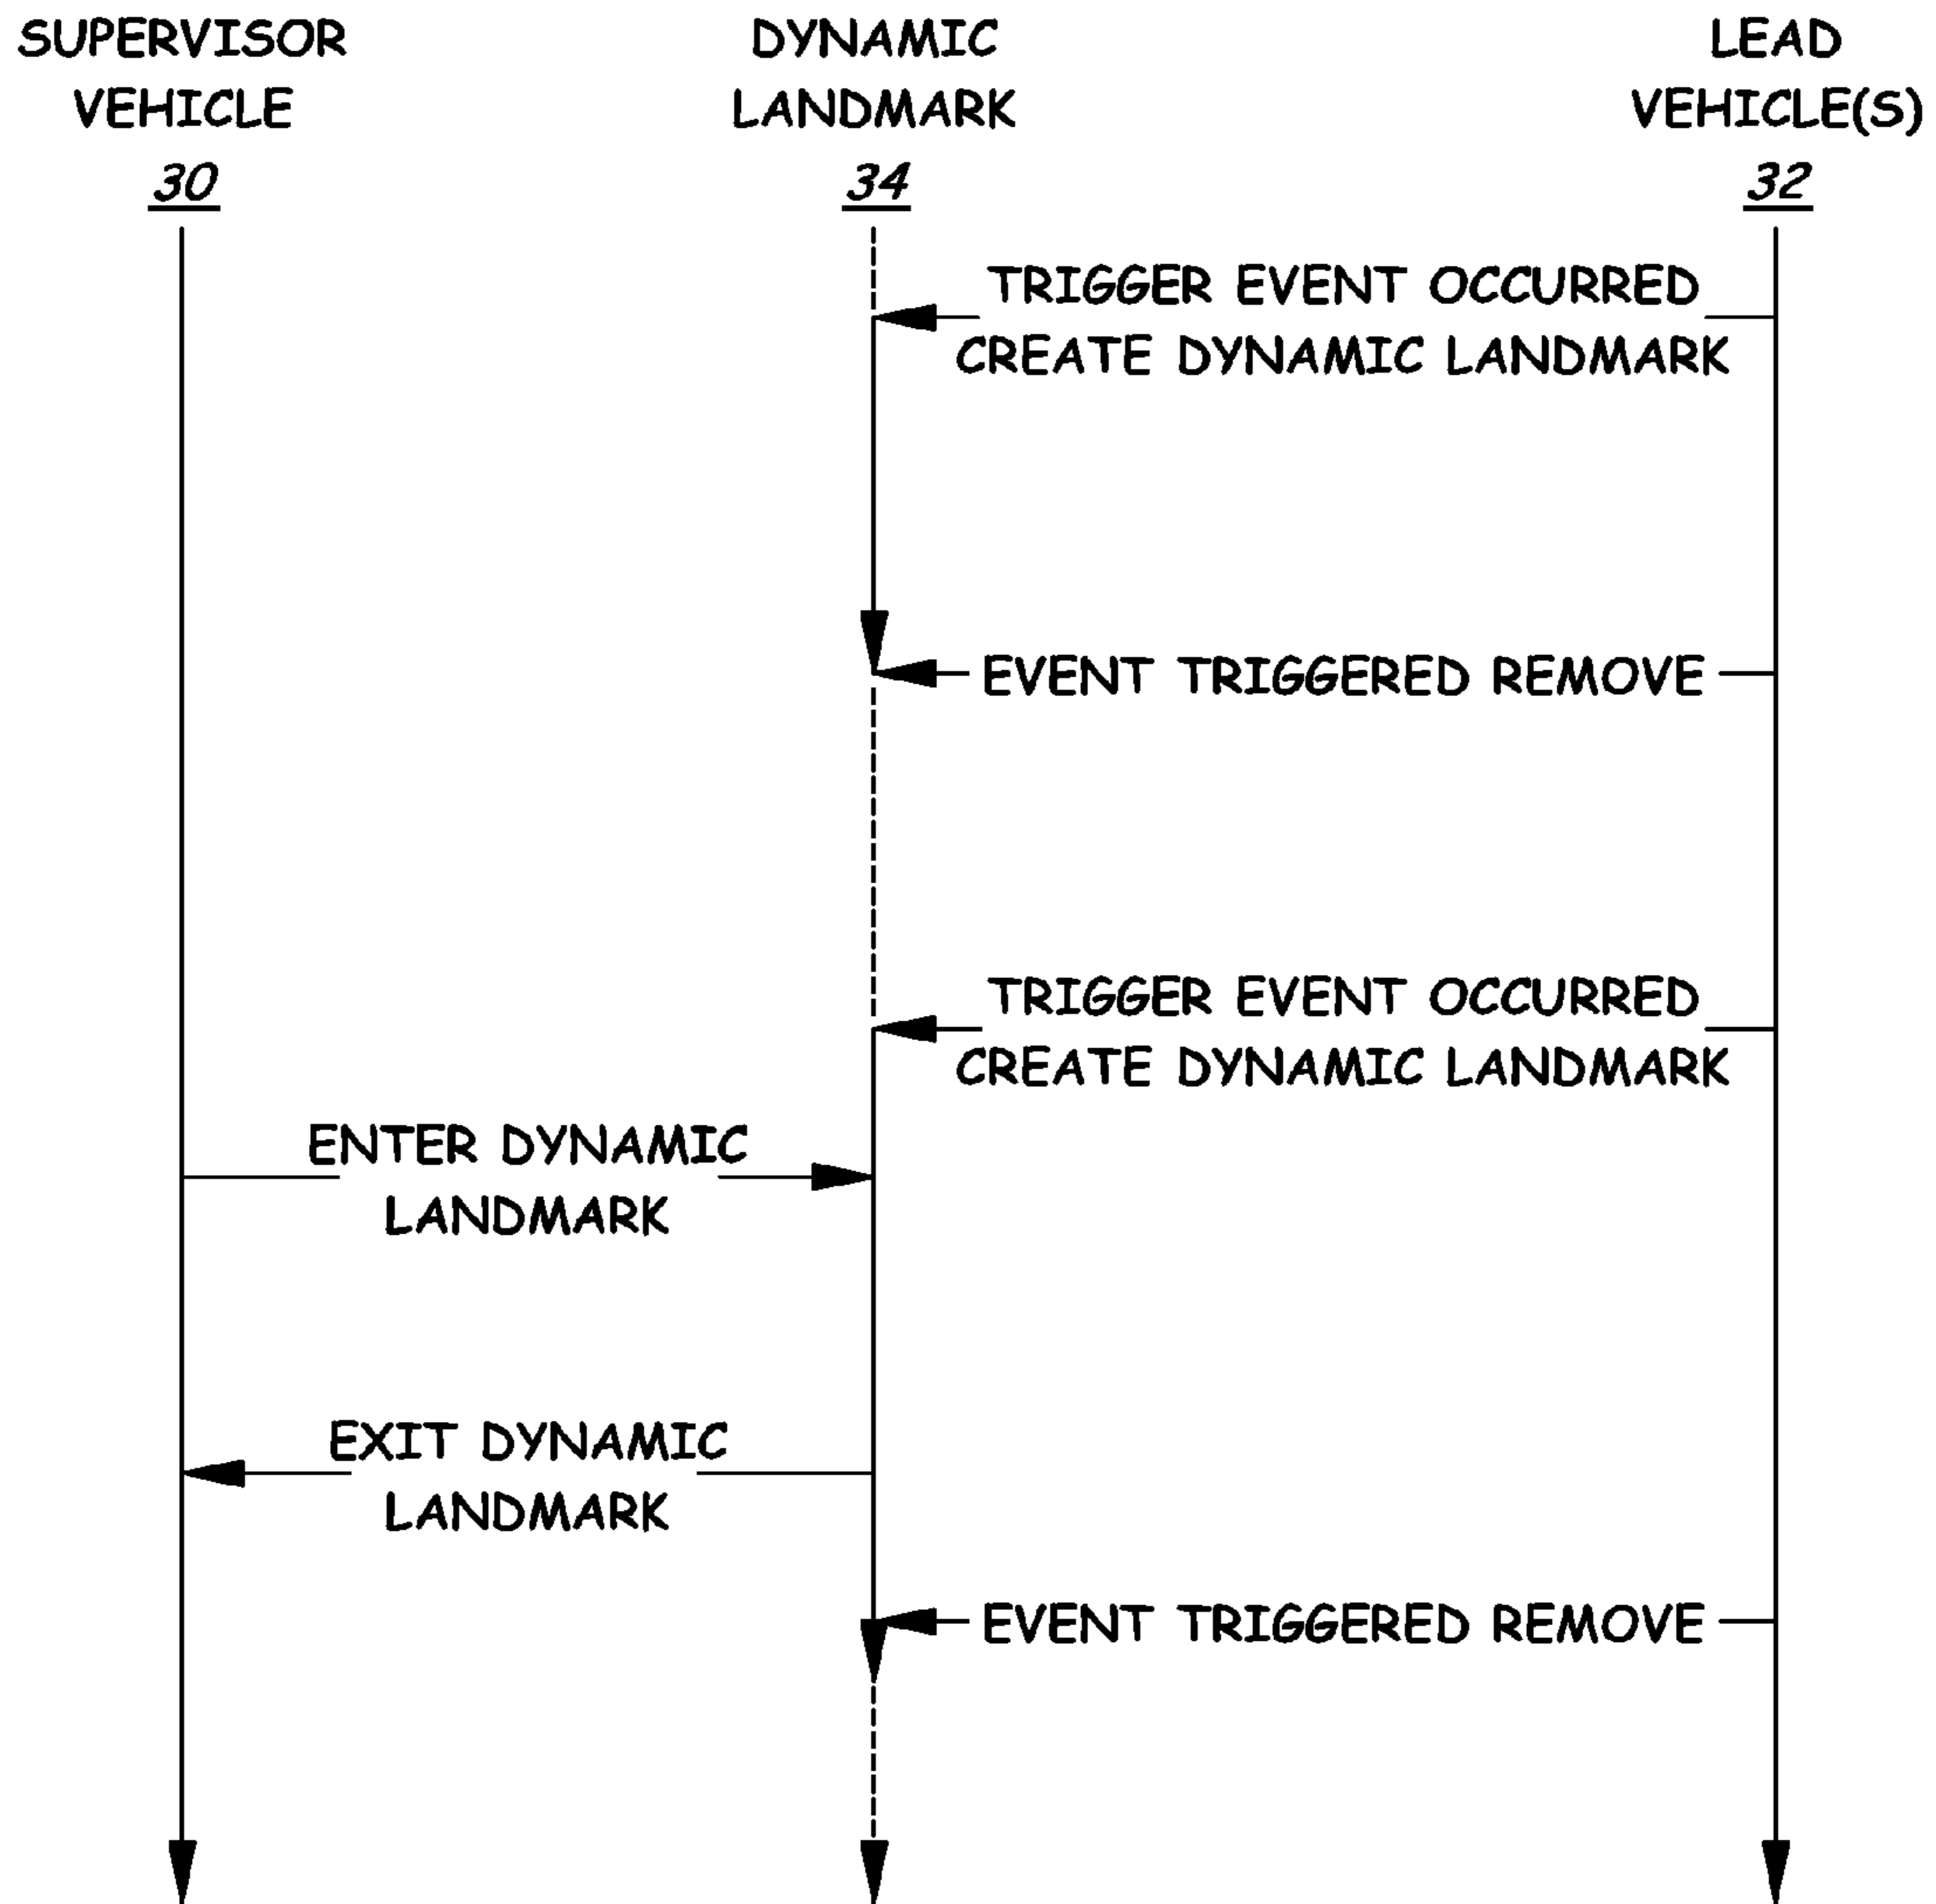 SUPERVISOR
VEHICLE
30
DYNAMIC
LANDMARK
34
LEAD
VEHICLE(S)
32
TRIGGER EVENT OCCURRED
CREATE DYNAMIC LANDMARK
EVENT TRIGGERED REMOVE
TRIGGER EVENT OCCURRED
CREATE DYNAMIC LANDMARK
ENTER DYNAMIC
LANDMARK
EXIT DYNAMIC
LANDMARK
EVENT TRIGGERED REMOVE